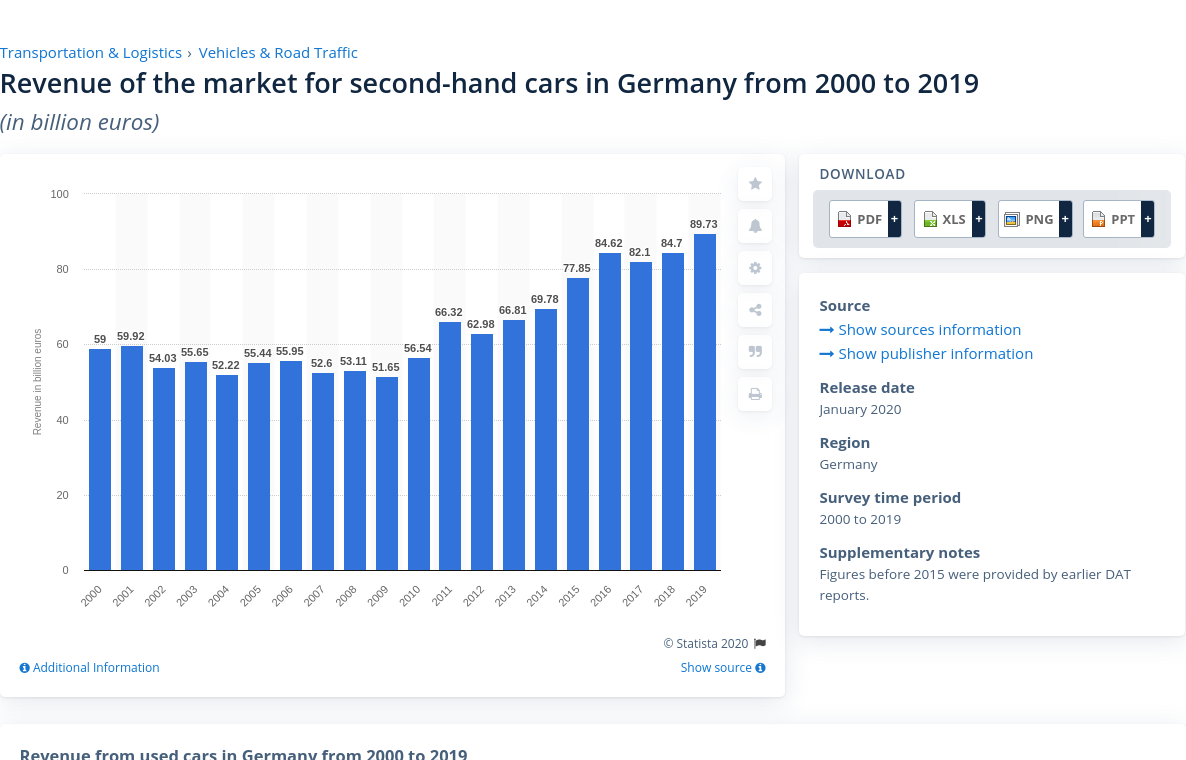 Transportation & Logistics › Vehicles & Road Traffic
Revenue of the market for second-hand cars in Germany from 2000 to 2019
(in billion euros)
100
80
60
40
20
0
Revenue in billion euros
59
59.92
54.03
55.65
52.22
55.44
55.95
52.6
53.11
51.65
56.54
66.32
62.98
66.81
69.78
77.85
84.62
82.1
84.7
89.73
2000
2001
2002
2003
2004
2005
2006
2007
2008
2009
2010
2011
2012
2013
2014
2015
2016
2017
2018
2019
© Statista 2020
Additional Information
Show source
DOWNLOAD
PDF +
XLS +
PNG +
PPT +
Source
Show sources information
Show publisher information
Release date
January 2020
Region
Germany
Survey time period
2000 to 2019
Supplementary notes
Figures before 2015 were provided by earlier DAT
reports.
Revenue from used cars in Germany from 2000 to 2019